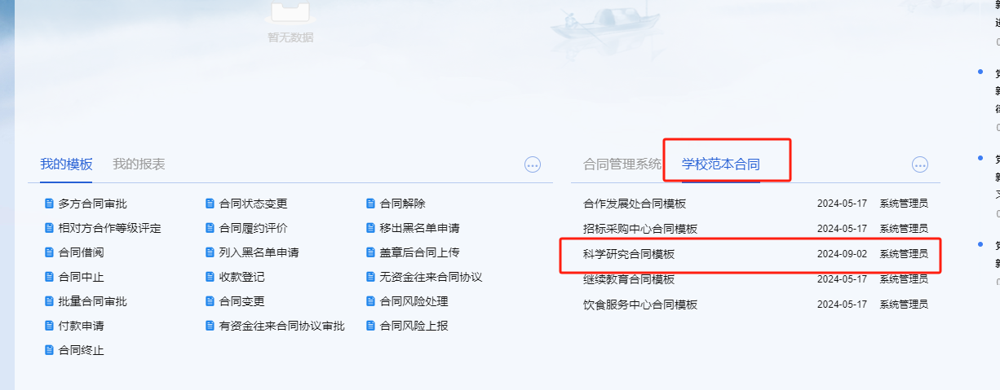 暂无数据
我的模板 我的报表
多方合同审批 合同状态变更 合同解除
相对方合作等级评定 合同履约评价 移出黑名单申请
合同借阅 列入黑名单申请 盖章后合同上传
合同中止 收款登记 无资金往来合同协议
批量合同审批 合同变更 合同风险处理
付款申请 有资金往来合同协议审批 合同风险上报
合同终止
合同管理系统 学校范本合同
合作发展处合同模板 2024-05-17 系统管理员
招标采购中心合同模板 2024-05-17 系统管理员
科学研究合同模板 2024-09-02 系统管理员
继续教育合同模板 2024-05-17 系统管理员
饮食服务中心合同模板 2024-05-17 系统管理员